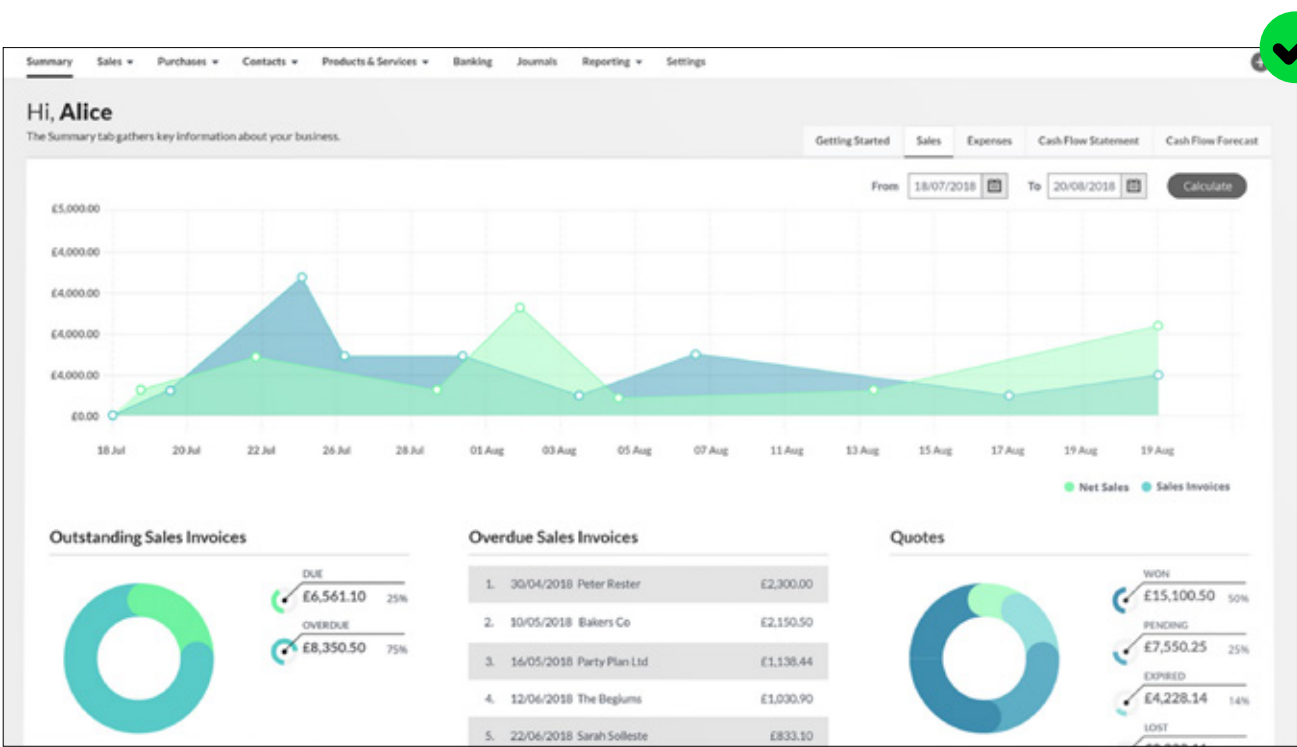 Summary Sales Purchases Contacts Products & Services Banking Journals Reporting Settings
Hi, Alice
The Summary tab gathers key information about your business.
Getting Started Sales Expenses Cash Flow Statement Cash Flow Forecast
From 18/07/2018 To 20/08/2018 Calculate
£5,000.00
£4,000.00
£4,000.00
£4,000.00
£4,000.00
£0.00
18 Jul 20 Jul 22 Jul 26 Jul 28 Jul 01 Aug 03 Aug 05 Aug 07 Aug 11 Aug 13 Aug 15 Aug 17 Aug 19 Aug 19 Aug
Net Sales Sales Invoices
Outstanding Sales Invoices
DUE
£6,561.10 25%
OVERDUE
£8,350.50 75%
Overdue Sales Invoices
1. 30/04/2018 Peter Rester £2,300.00
2. 10/05/2018 Bakers Co £2,150.50
3. 16/05/2018 Party Plan Ltd £1,138.44
4. 12/06/2018 The Beglums £1,030.90
5. 22/06/2018 Sarah Solleste £833.10
Quotes
WON
£15,100.50 50%
PENDING
£7,550.25 25%
EXPIRED
£4,228.14 14%
LOST